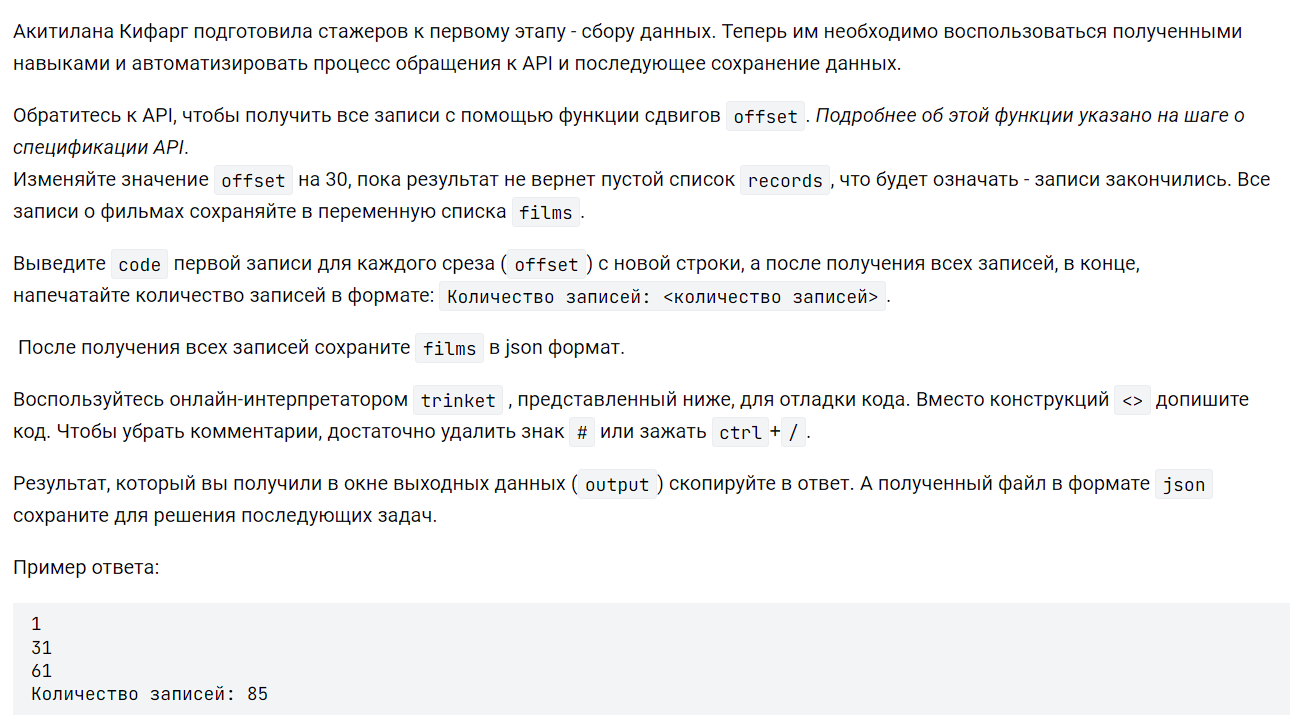 Акитилана Кифарг подготовила стажеров к первому этапу - сбору данных. Теперь им необходимо воспользоваться полученными
навыками и автоматизировать процесс обращения к API и последующее сохранение данных.
Обратитесь к API, чтобы получить все записи с помощью функции сдвигов offset. Подробнее об этой функции указано на шаге о
спецификации API.
Изменяйте значение offset на 30, пока результат не вернет пустой список records, что будет означать - записи закончились. Все
записи о фильмах сохраняйте в переменную списка films.
Выведите code первой записи для каждого среза (offset) с новой строки, а после получения всех записей, в конце,
напечатайте количество записей в формате: Количество записей: <количество записей>.
После получения всех записей сохраните films в json формат.
Воспользуйтесь онлайн-интерпретатором trinket , представленный ниже, для отладки кода. Вместо конструкций <> допишите
код. Чтобы убрать комментарии, достаточно удалить знак # или зажать ctrl+/.
Результат, который вы получили в окне выходных данных (output) скопируйте в ответ. А полученный файл в формате json
сохраните для решения последующих задач.
Пример ответа:
1
31
61
Количество записей: 85